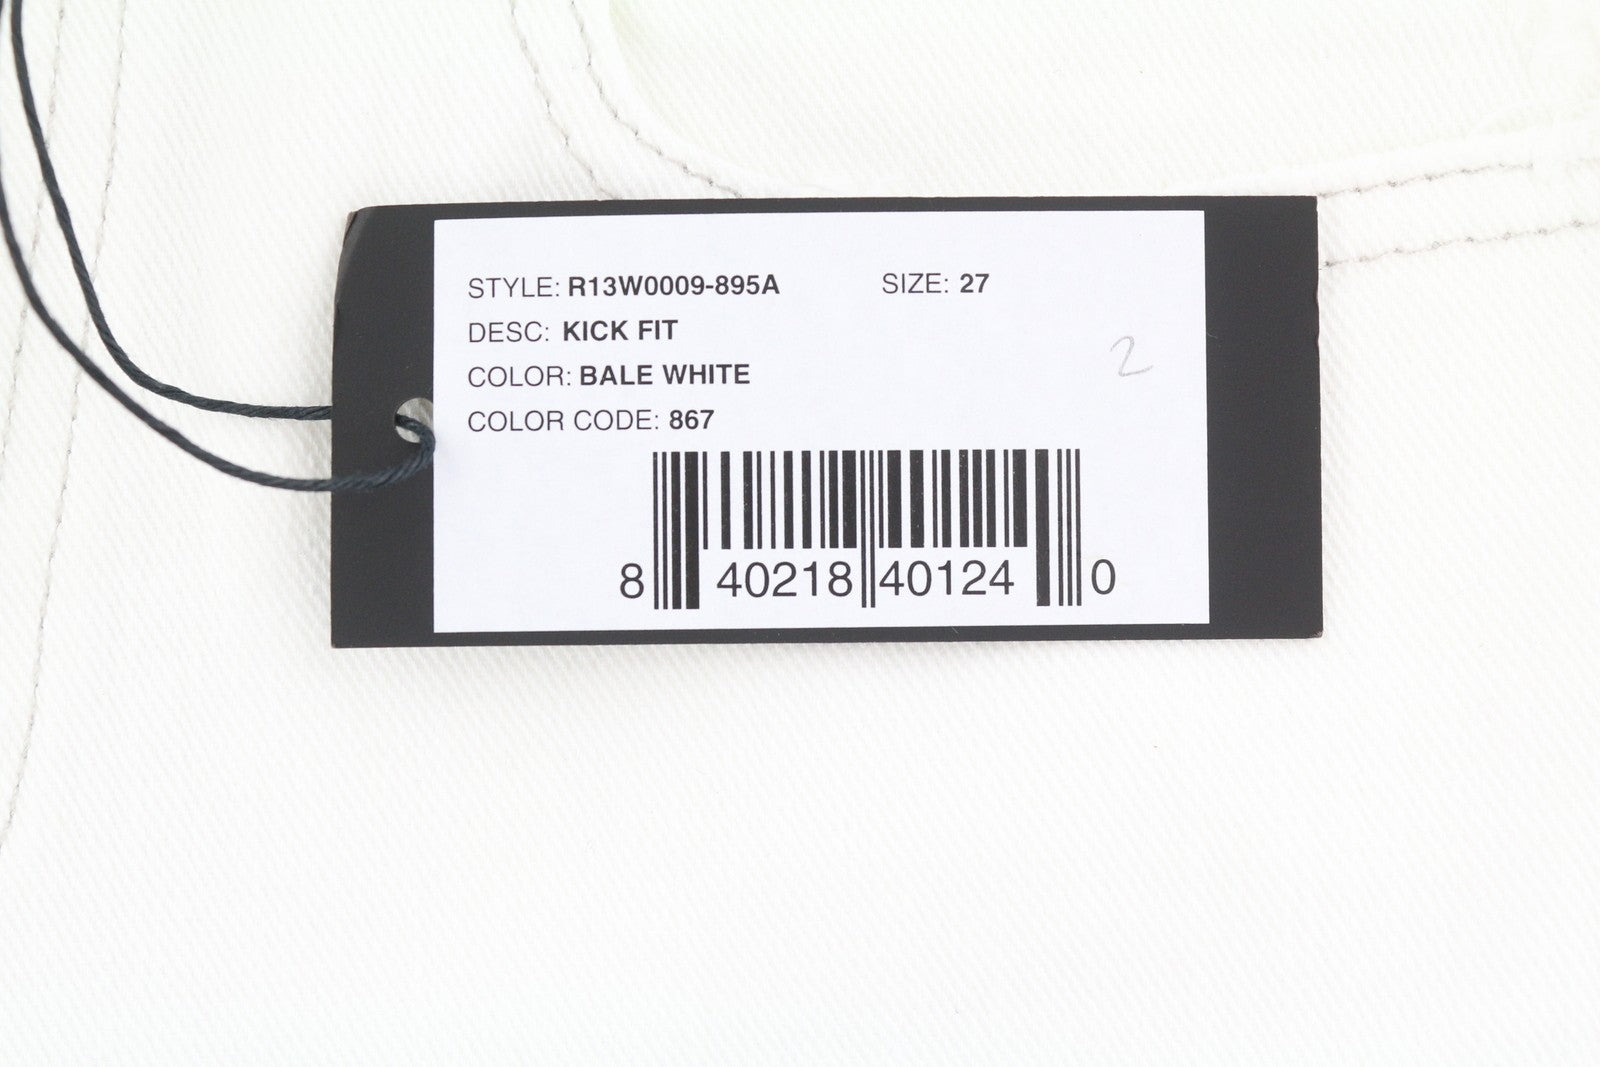 STYLE: R13W0009-895A SIZE: 27
DESC: KICK FIT
2
COLOR: BALE WHITE
COLOR CODE: 867
8 40218 40124 0